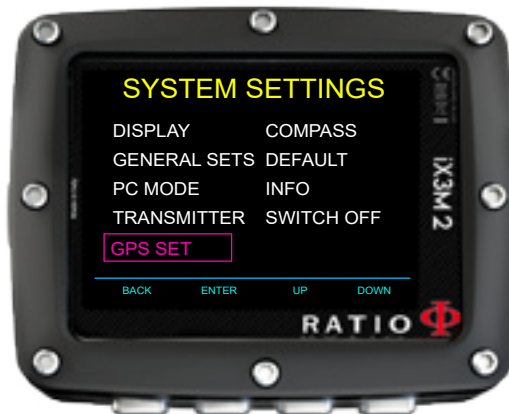 SYSTEM SETTINGS
DISPLAY COMPASS
GENERAL SETS DEFAULT
PC MODE INFO
TRANSMITTER SWITCH OFF
GPS SET
BACK ENTER UP DOWN
RATIO
iX3M 2